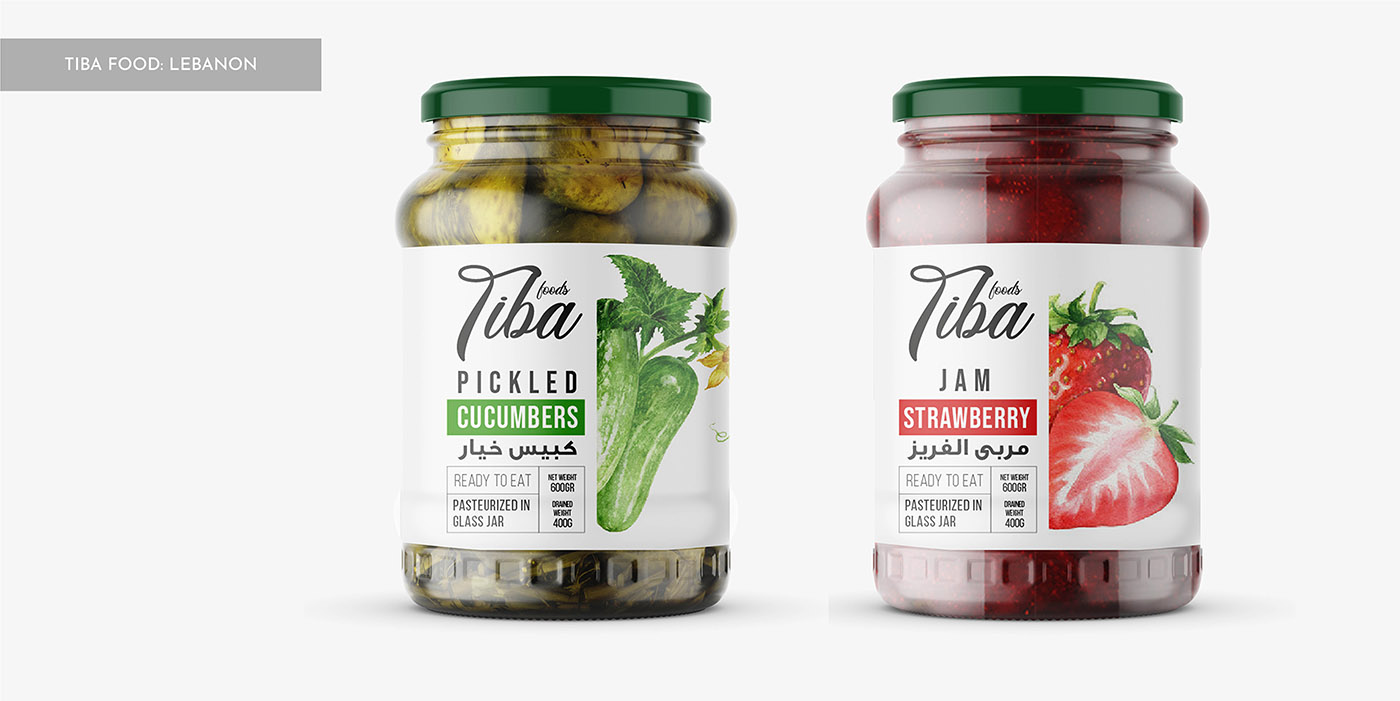 TIBA FOOD: LEBANON
Tiba
foods
PICKLED
CUCUMBERS
كبيس خيار
READY TO EAT
PASTEURIZED IN
GLASS JAR
NET WEIGHT
600GR
DRAINED
WEIGHT
400G
Tiba
foods
JAM
STRAWBERRY
مربى الفريز
READY TO EAT
PASTEURIZED IN
GLASS JAR
NET WEIGHT
600GR
DRAINED
WEIGHT
400G